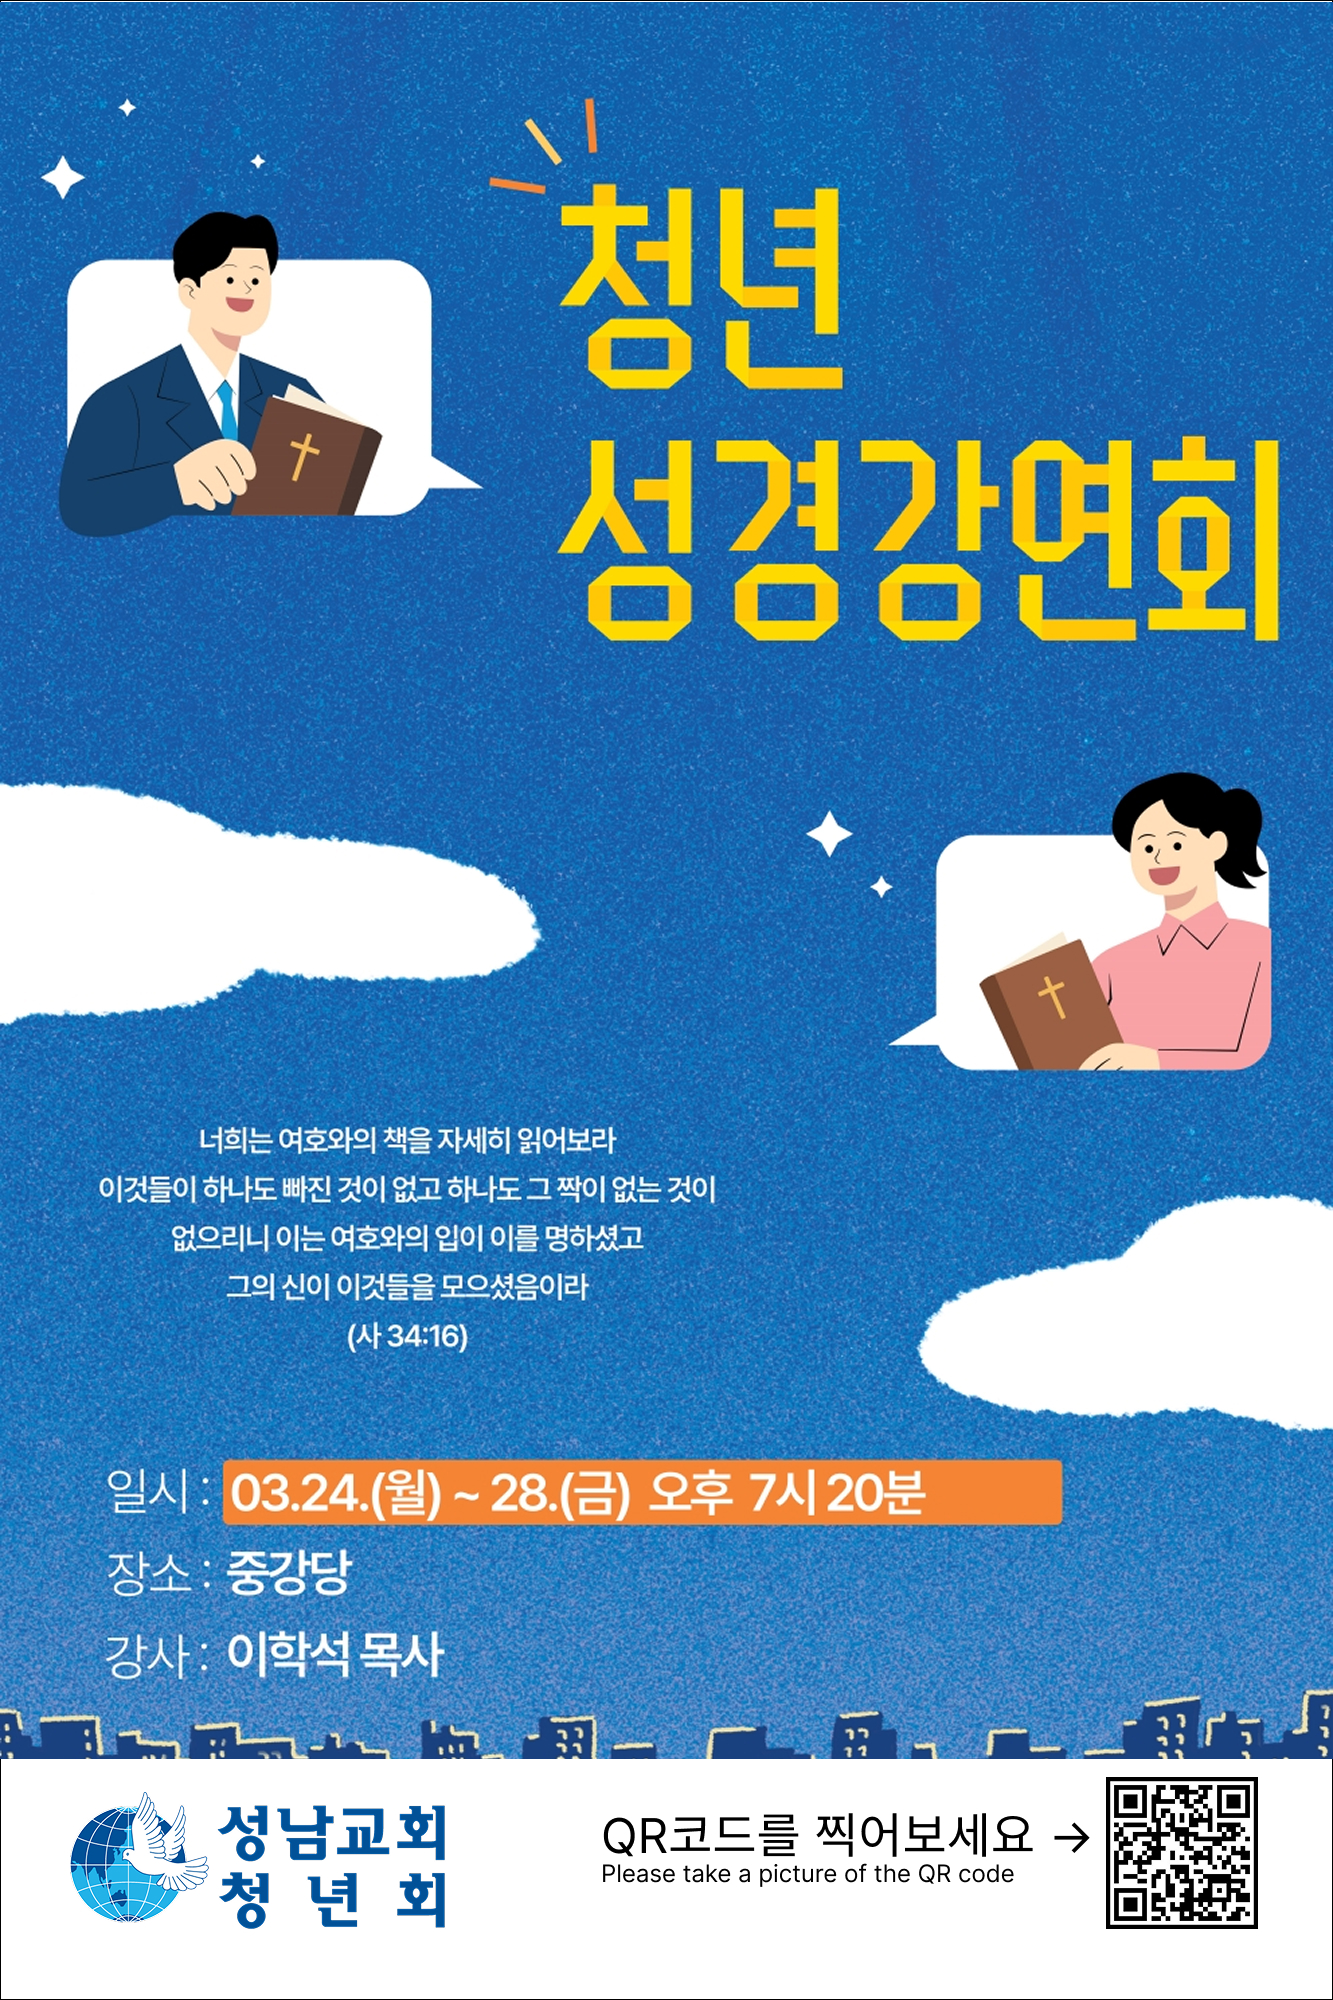 청년
성경강연회
너희는 여호와의 책을 자세히 읽어보라
이것들이 하나도 빠진 것이 없고 하나도 그 짝이 없는 것이
없으리니 이는 여호와의 입이 이를 명하셨고
그의 신이 이것들을 모으셨음이라
(사 34:16)
일시 : 03.24.(월) ~ 28.(금) 오후 7시 20분
장소 : 중강당
강사 : 이학석 목사
성남교회
청 년 회
QR코드를 찍어보세요 →
Please take a picture of the QR code